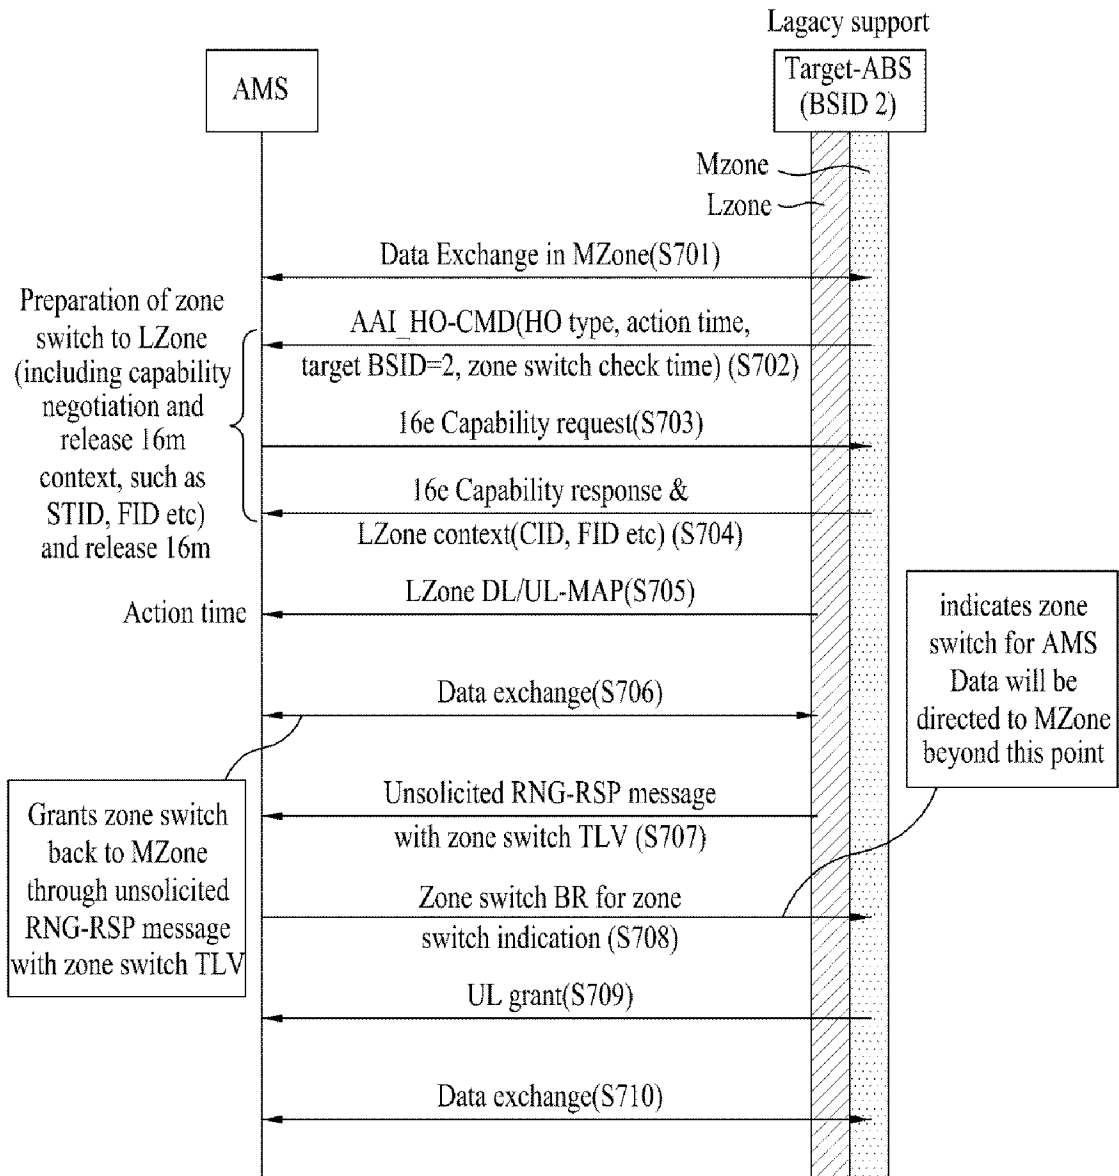 Lagacy support
AMS
Target-ABS
(BSID 2)
Mzone
Lzone
Data Exchange in MZone(S701)
Preparation of zone
switch to LZone
(including capability
negotiation and
release 16m
context, such as
STID, FID etc)
and release 16m
AAI_HO-CMD(HO type, action time,
target BSID=2, zone switch check time) (S702)
16e Capability request(S703)
16e Capability response &
LZone context(CID, FID etc) (S704)
LZone DL/UL-MAP(S705)
Action time
indicates zone
switch for AMS
Data will be
directed to MZone
beyond this point
Data exchange(S706)
Grants zone switch
back to MZone
through unsolicited
RNG-RSP message
with zone switch TLV
Unsolicited RNG-RSP message
with zone switch TLV (S707)
Zone switch BR for zone
switch indication (S708)
UL grant(S709)
Data exchange(S710)